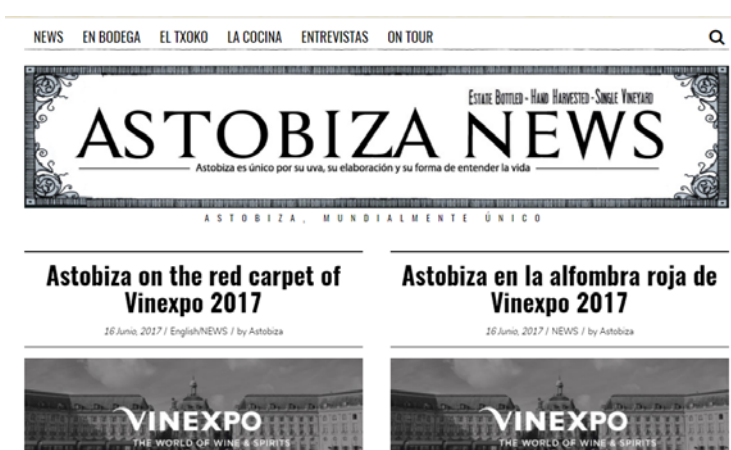 NEWS EN BODEGA EL TXOKO LA COCINA ENTREVISTAS ON TOUR
ESTATE BOTTLED - HAND HARVESTED - SINGLE VINEYARD
ASTOBIZA NEWS
Astobiza es único por su uva, su elaboración y su forma de entender la vida
ASTOBIZA, MUNDIALMENTE ÚNICO
Astobiza on the red carpet of
Vinexpo 2017
16 Junio, 2017 / English/NEWS / by Astobiza
VINEXPO
THE WORLD OF WINE & SPIRITS
Astobiza en la alfombra roja de
Vinexpo 2017
16 Junio, 2017 / NEWS / by Astobiza
VINEXPO
THE WORLD OF WINE & SPIRITS